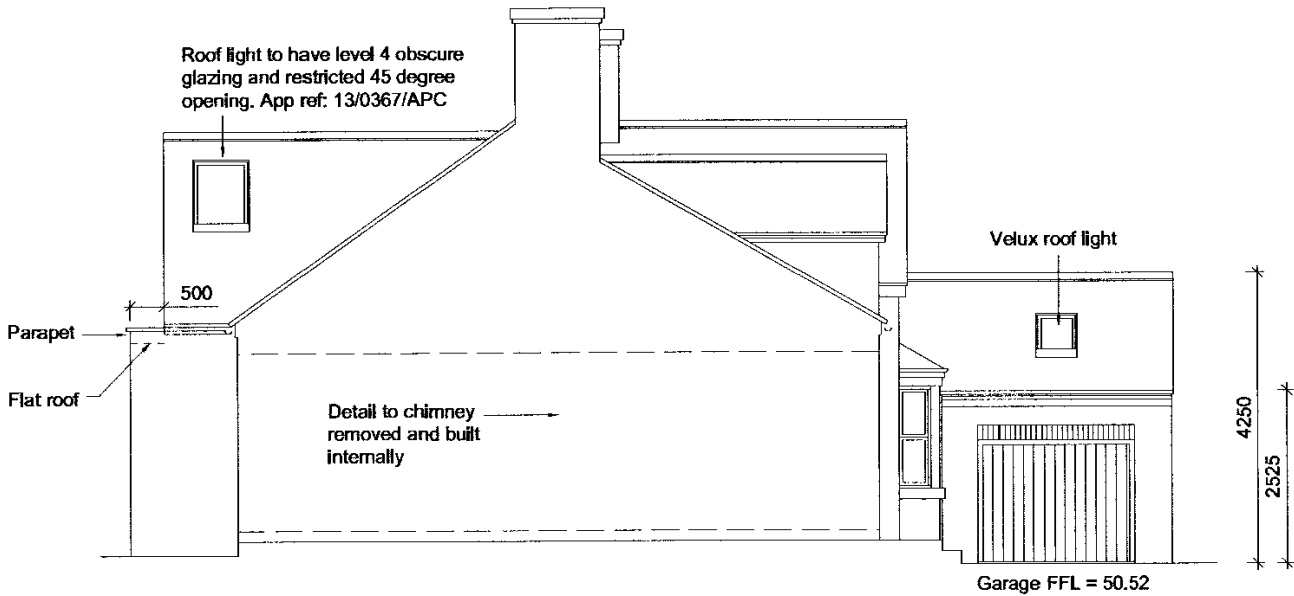 Roof light to have level 4 obscure
glazing and restricted 45 degree
opening. App ref: 13/0367/APC
Velux roof light
500
Parapet
Flat roof
Detail to chimney
removed and built
internally
4250
2525
Garage FFL = 50.52